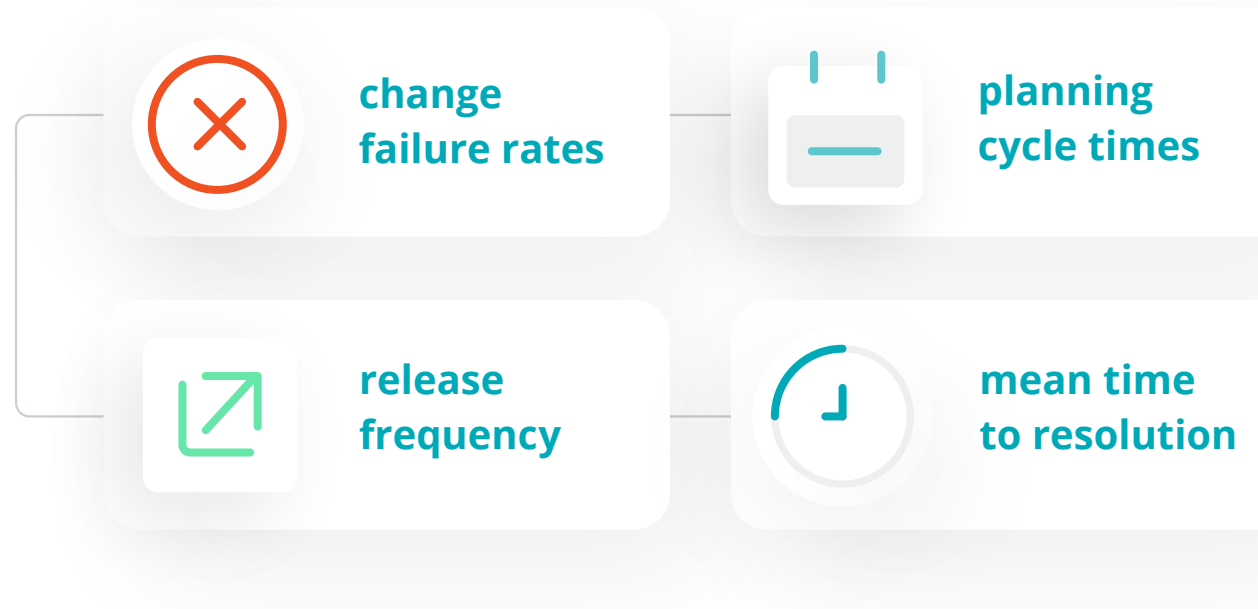 change
failure rates
planning
cycle times
release
frequency
mean time
to resolution